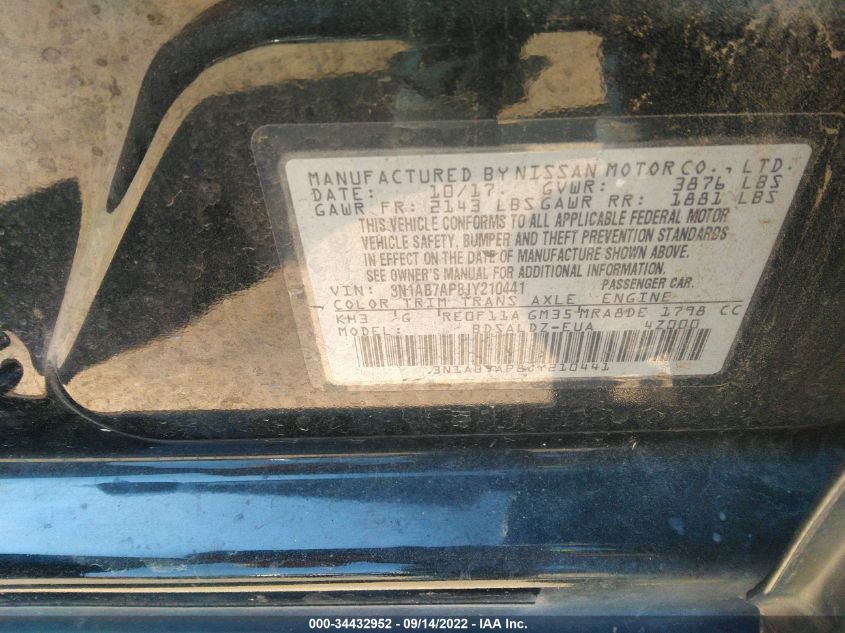 MANUFACTURED BY NISSAN MOTOR CO., LTD.
DATE: 10/17 GVWR: 3876 LBS
GAWR FR: 2143 LBS GAWR RR: 1881 LBS
THIS VEHICLE CONFORMS TO ALL APPLICABLE FEDERAL MOTOR
VEHICLE SAFETY, BUMPER AND THEFT PREVENTION STANDARDS
IN EFFECT ON THE DATE OF MANUFACTURE SHOWN ABOVE.
SEE OWNER'S MANUAL FOR ADDITIONAL INFORMATION.
VIN: 3N1AB7AP8JY210441 PASSENGER CAR.
COLOR TRIM TRANS AXLE ENGINE
KH3 G RE0F11A GM35 MRA8DE 1798 CC
MODEL: BDSALDZ-EUA 4Z000
3N1AB7AP8JY210441
000-34432952 - 09/14/2022 - IAA Inc.